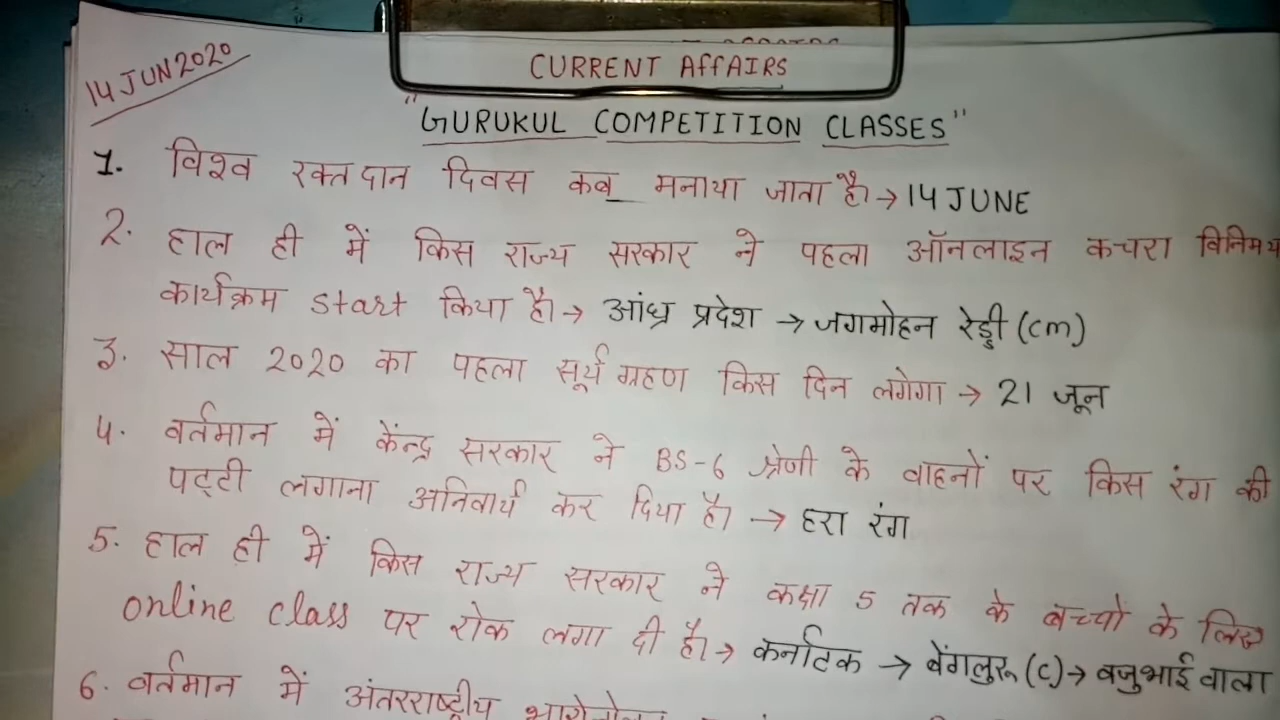 CURRENT AFFAIRS
14 JUN 2020
"GURUKUL COMPETITION CLASSES"
1. विश्व रक्तदान दिवस कब मनाया जाता है। → 14 JUNE
2. हाल ही में किस राज्य सरकार ने पहला ऑनलाइन कचरा विनिमय
कार्यक्रम start किया है। → आंध्र प्रदेश → जगमोहन रेड्डी (cm)
3. साल 2020 का पहला सूर्य ग्रहण किस दिन लगेगा → 21 जून
4. वर्तमान में केंन्द्र सरकार ने BS-6 श्रेणी के वाहनों पर किस रंग की
पट्टी लगाना अनिवार्य कर दिया है। → हरा रंग
5. हाल ही में किस राज्य सरकार ने कक्षा 5 तक के बच्चों के लिए
online class पर रोक लगा दी है। → कर्नाटक → बेंगलुरू (c) → वजुभाई वाला
6. वर्तमान में अंतरराष्ट्रीय